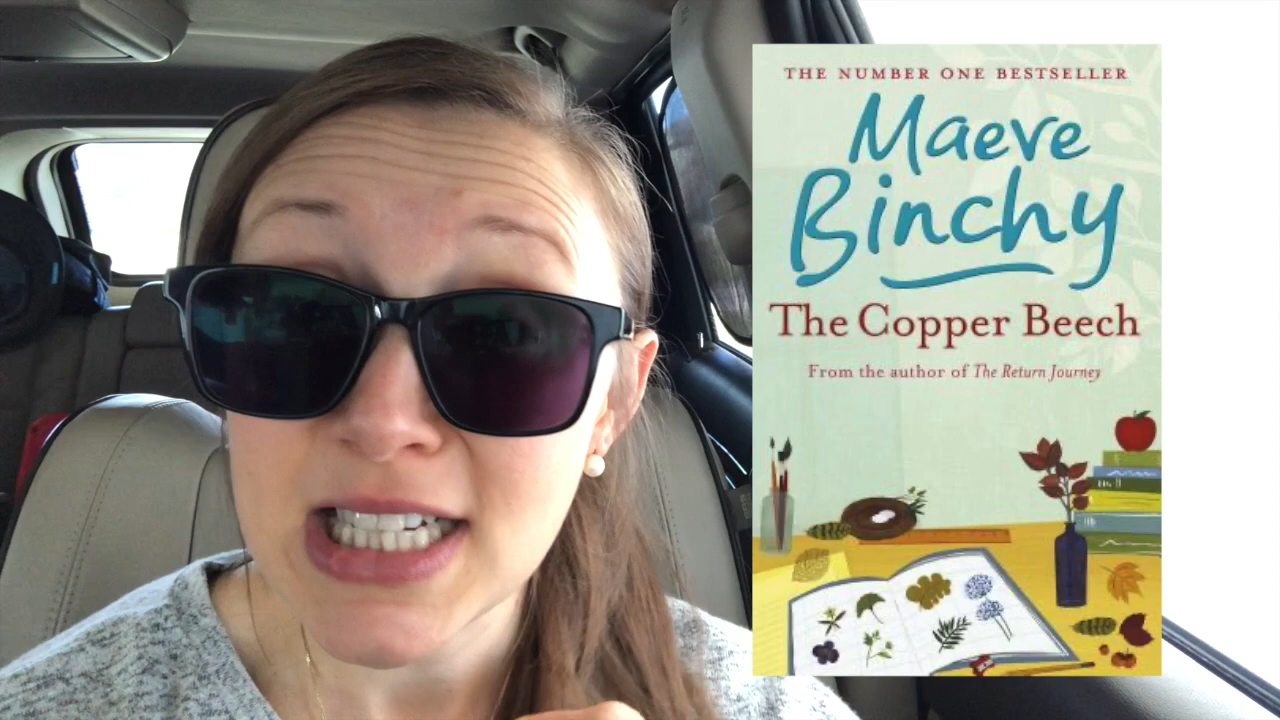 THE NUMBER ONE BESTSELLER
Maeve
Binchy
The Copper Beech
From the author of The Return Journey